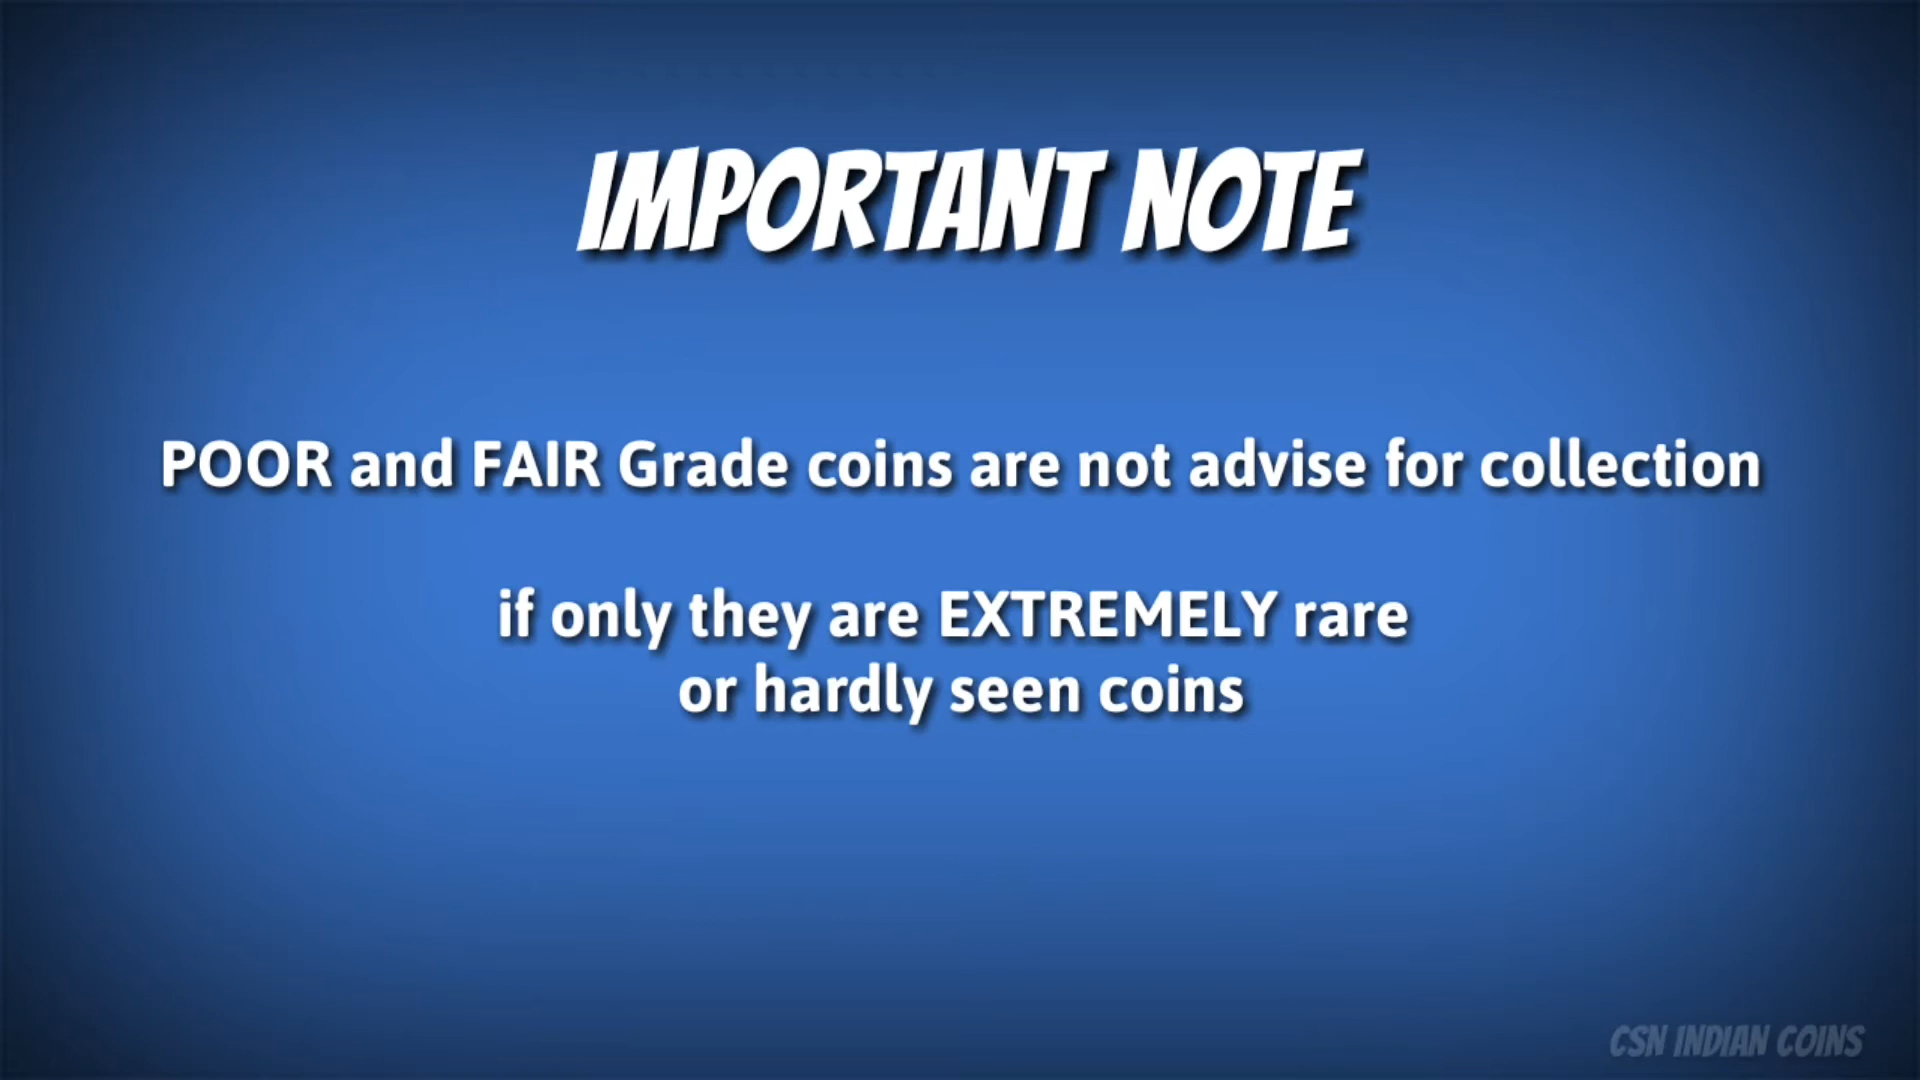 IMPORTANT NOTE
POOR and FAIR Grade coins are not advise for collection
if only they are EXTREMELY rare
or hardly seen coins
CSN INDIAN COINS